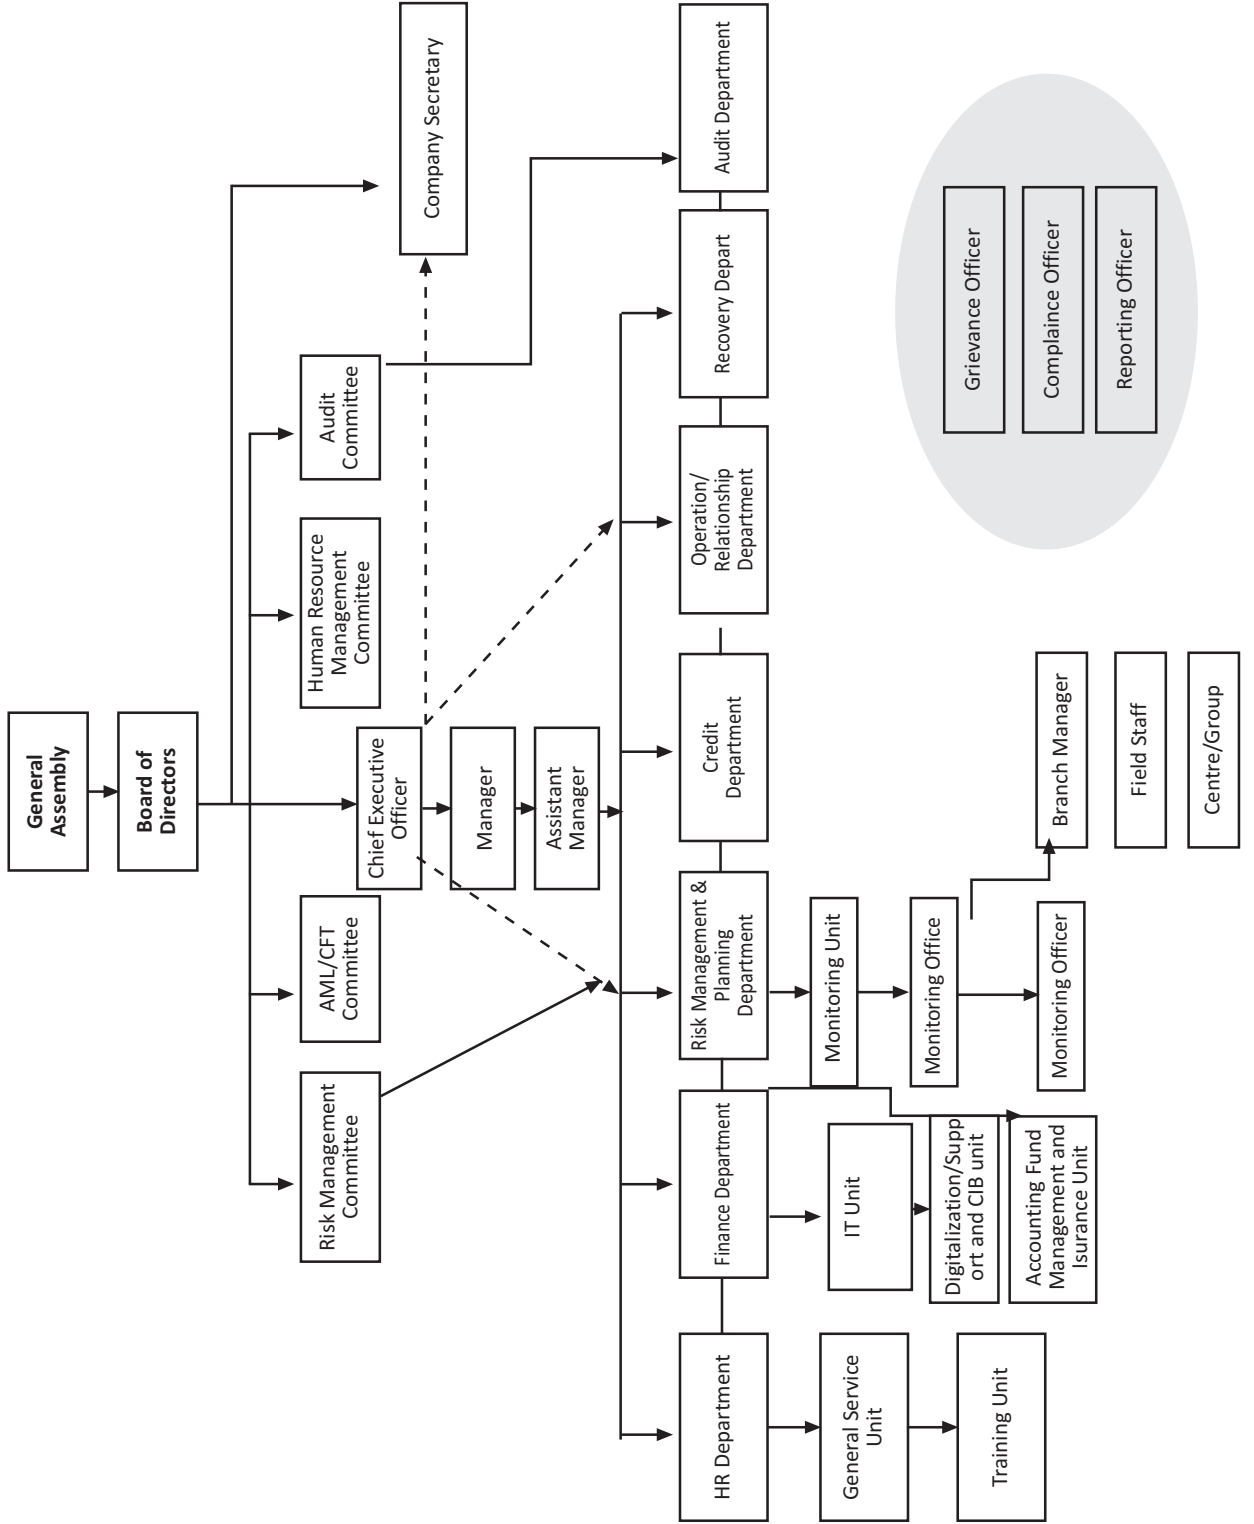 General
Assembly
Board of
Directors
Risk Management
Committee
AML/CFT
Committee
Human Resource
Management
Committee
Audit
Committee
Company Secretary
Chief Executive
Officer
Manager
Assistant
Manager
HR Department
Finance Department
Risk Management &
Planning
Department
Credit
Department
Operation/
Relationship
Department
Recovery Depart
Audit Department
General Service
Unit
Training Unit
IT Unit
Digitalization/Supp
ort and CIB unit
Accounting Fund
Management and
Isurance Unit
Monitoring Unit
Monitoring Office
Monitoring Officer
Branch Manager
Field Staff
Centre/Group
Grievance Officer
Complaince Officer
Reporting Officer